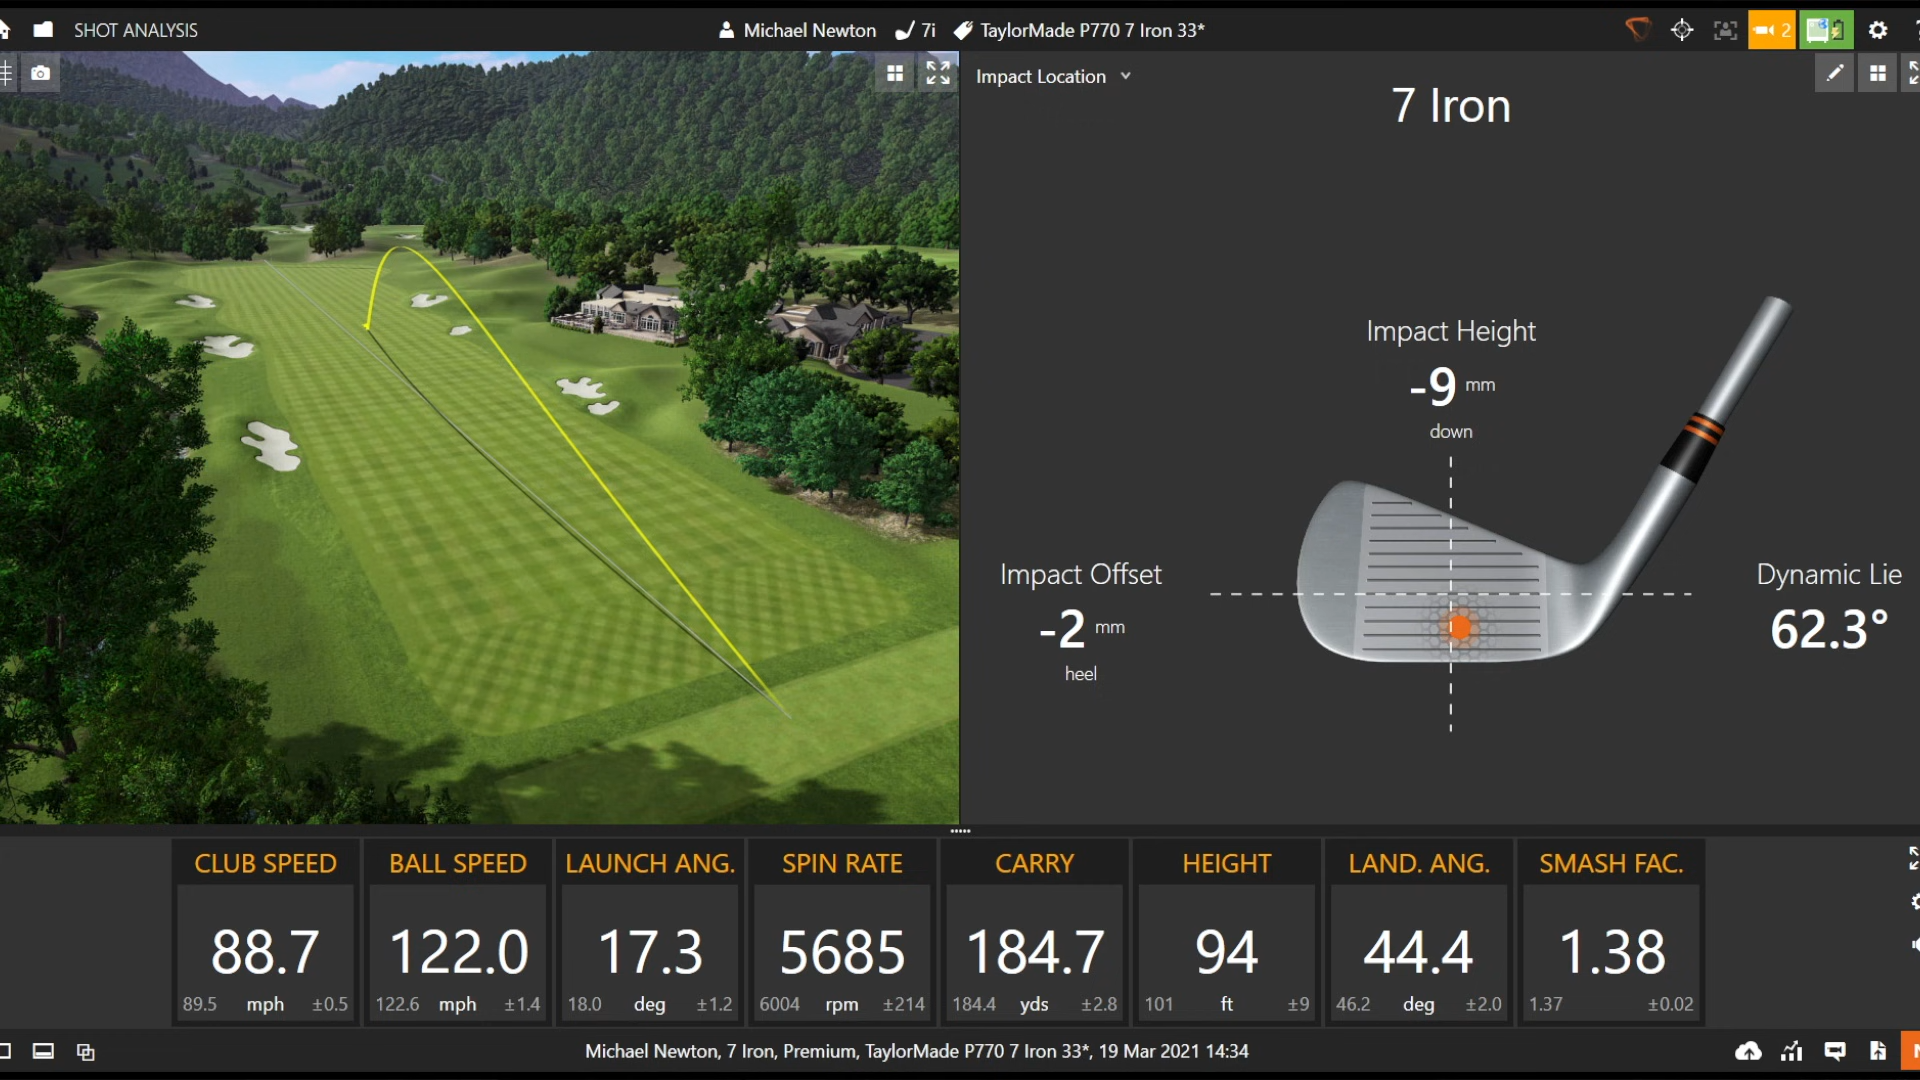 SHOT ANALYSIS
Michael Newton
7i
TaylorMade P770 7 Iron 33*
2
Impact Location
7 Iron
Impact Height
-9 mm
down
Impact Offset
-2 mm
heel
Dynamic Lie
62.3°
CLUB SPEED
88.7
89.5 mph ±0.5
BALL SPEED
122.0
122.6 mph ±1.4
LAUNCH ANG.
17.3
18.0 deg ±1.2
SPIN RATE
5685
6004 rpm ±214
CARRY
184.7
184.4 yds ±2.8
HEIGHT
94
101 ft ±9
LAND. ANG.
44.4
46.2 deg ±2.0
SMASH FAC.
1.38
1.37 ±0.02
Michael Newton, 7 Iron, Premium, TaylorMade P770 7 Iron 33*, 19 Mar 2021 14:34